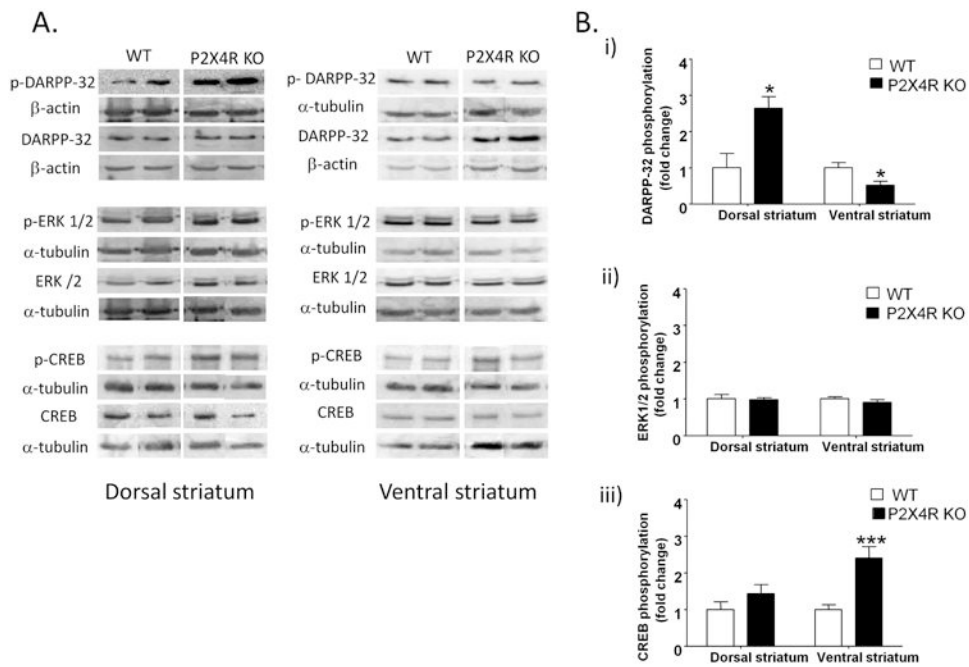 A.
WT P2X4R KO
p-DARPP-32
β-actin
DARPP-32
β-actin
p-ERK 1/2
α-tubulin
ERK /2
α-tubulin
p-CREB
α-tubulin
CREB
α-tubulin
Dorsal striatum
WT P2X4R KO
p- DARPP-32
α-tubulin
DARPP-32
β-actin
p-ERK 1/2
α-tubulin
ERK 1/2
α-tubulin
p-CREB
α-tubulin
CREB
α-tubulin
Ventral striatum
B.
i)
WT
P2X4R KO
DARPP-32 phosphorylation
(fold change)
4
3
2
1
0
*
*
Dorsal striatum Ventral striatum
ii)
WT
P2X4R KO
ERK1/2 phosphorylation
(fold change)
4
3
2
1
0
Dorsal striatum Ventral striatum
iii)
WT
P2X4R KO
CREB phosphorylation
(fold change)
4
3
2
1
0
***
Dorsal striatum Ventral striatum